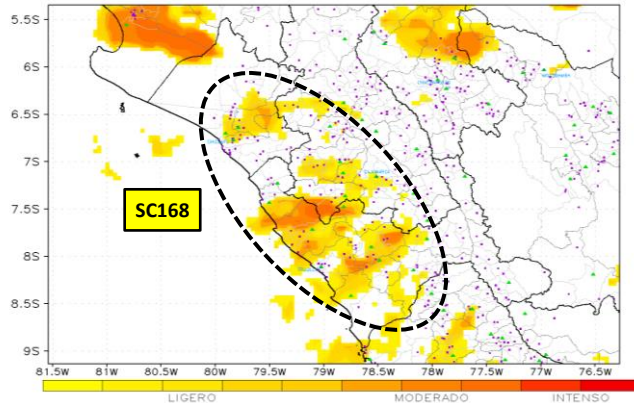 5.5S
6S
6.5S
7S
SC168
7.5S
8S
8.5S
9S
81.5W 81W 80.5W 80W 79.5W 79W 78.5W 78W 77.5W 77W 76.5W
LIGERO MODERADO INTENSO